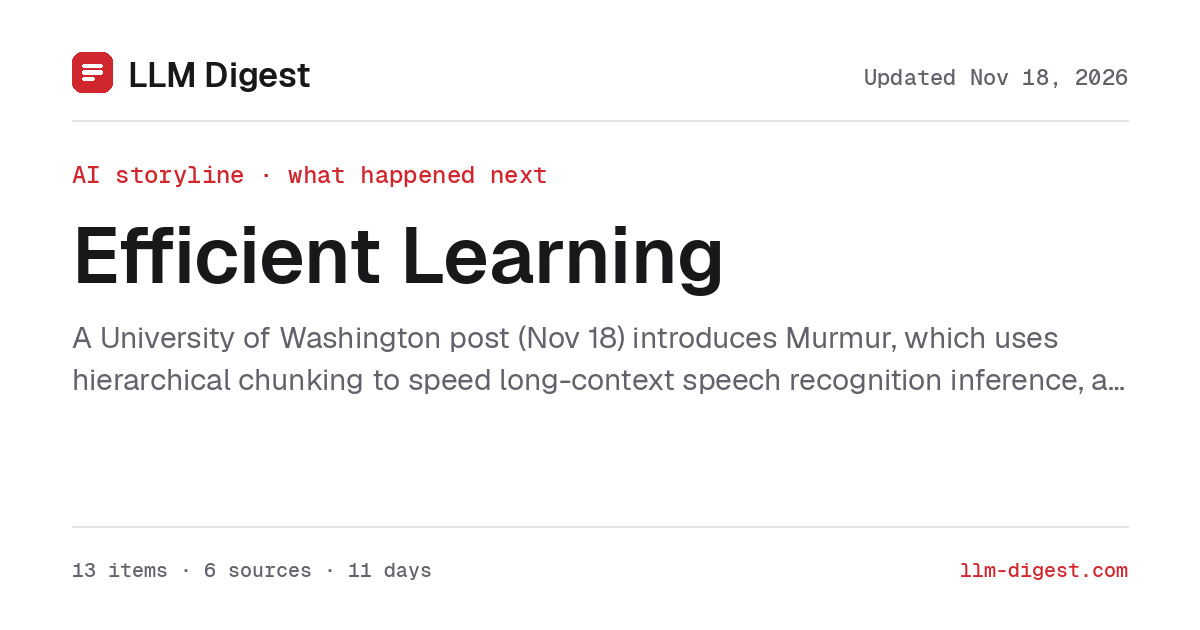 LLM Digest
Updated Nov 18, 2026
AI storyline · what happened next
Efficient Learning
A University of Washington post (Nov 18) introduces Murmur, which uses
hierarchical chunking to speed long-context speech recognition inference, a…
13 items · 6 sources · 11 days
llm-digest.com